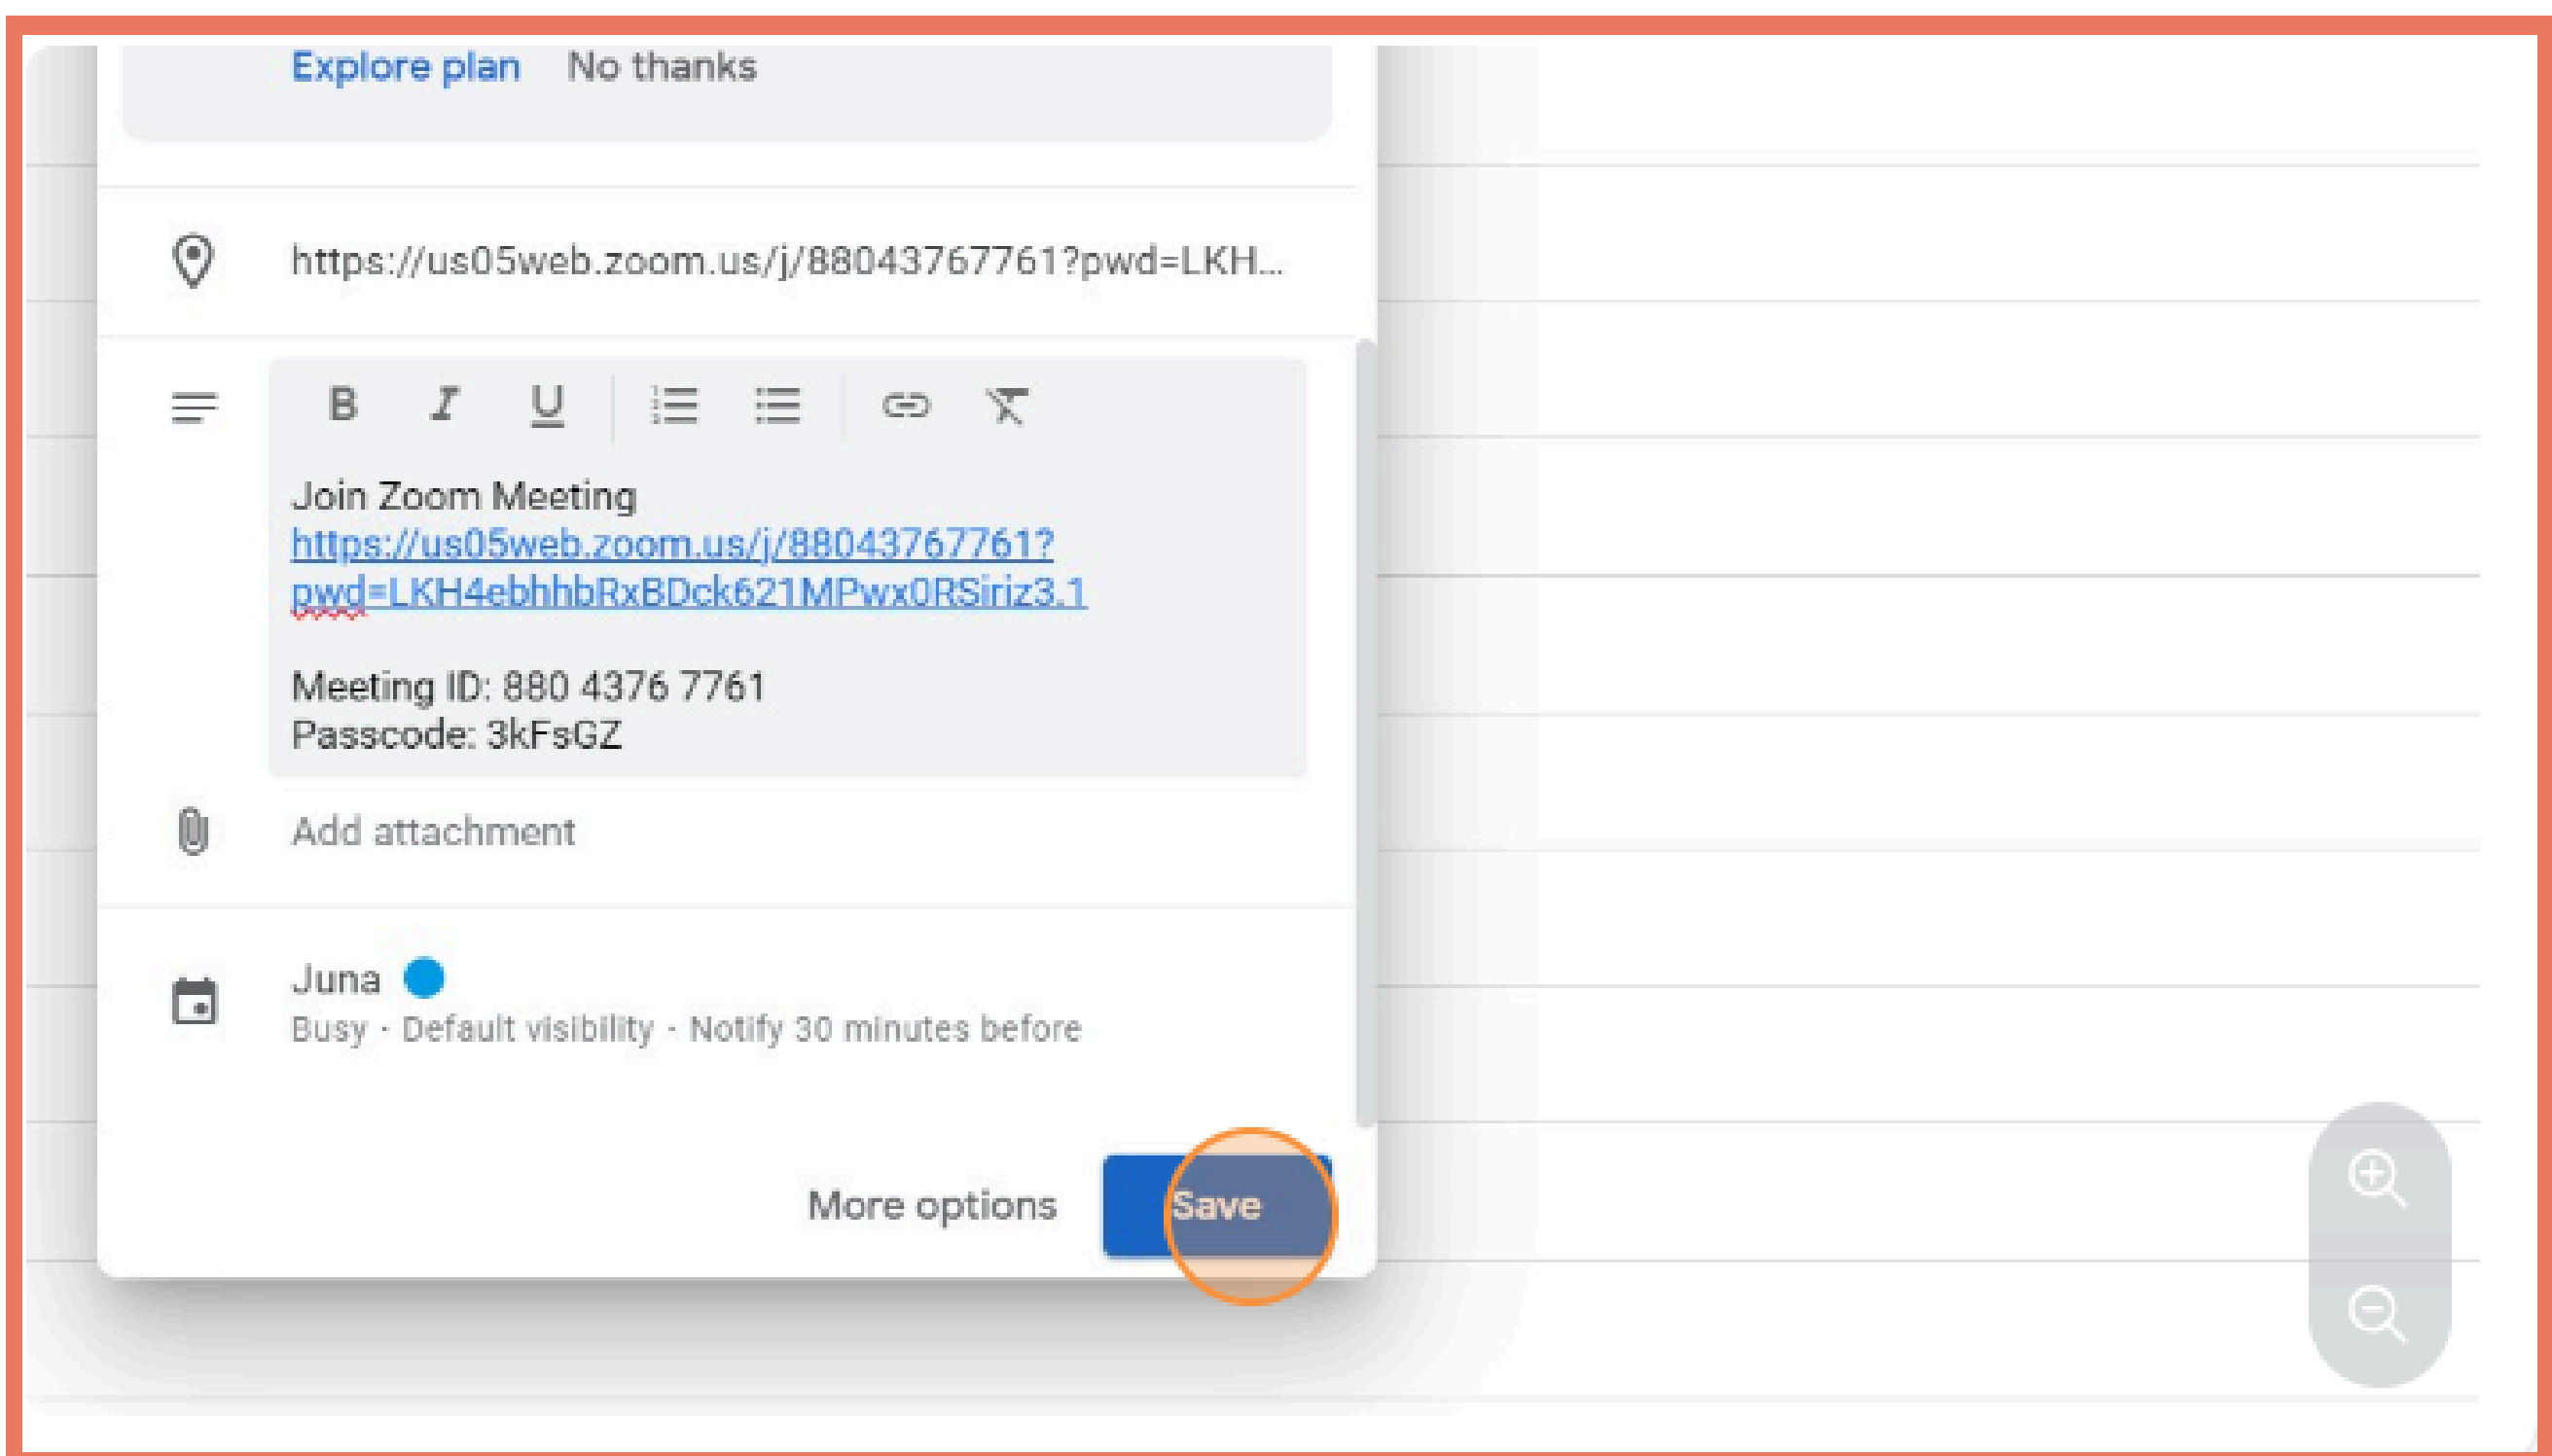 Explore plan No thanks
https://us05web.zoom.us/j/88043767761?pwd=LKH...
B I U
Join Zoom Meeting
https://us05web.zoom.us/j/88043767761?
pwd=LKH4ebhhbRxBDck621MPwx0RSiriz3.1
Meeting ID: 880 4376 7761
Passcode: 3kFsGZ
Add attachment
Juna
Busy · Default visibility · Notify 30 minutes before
More options Save